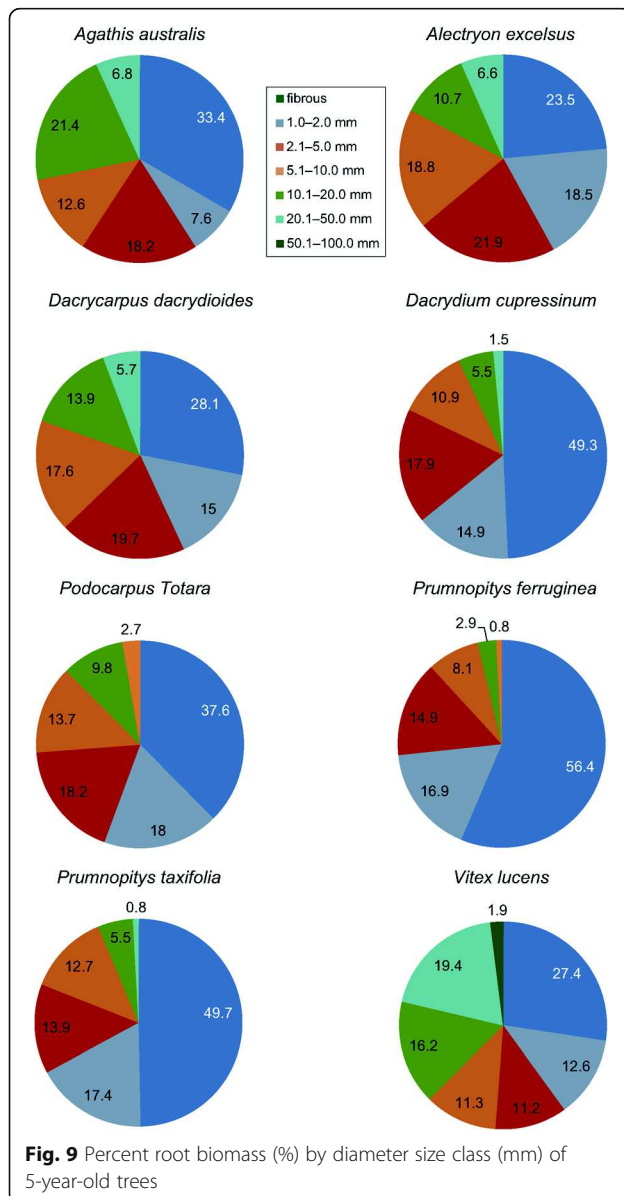 Agathis australis
6.8
33.4
21.4
7.6
12.6
18.2
fibrous
1.0–2.0 mm
2.1–5.0 mm
5.1–10.0 mm
10.1–20.0 mm
20.1–50.0 mm
50.1–100.0 mm
Alectryon excelsus
6.6
10.7
23.5
18.8
18.5
21.9
Dacrycarpus dacrydioides
5.7
13.9
28.1
17.6
15
19.7
Dacrydium cupressinum
1.5
5.5
10.9
49.3
17.9
14.9
Podocarpus Totara
2.7
9.8
13.7
37.6
18.2
18
Prumnopitys ferruginea
2.9 0.8
8.1
14.9
56.4
16.9
Prumnopitys taxifolia
0.8
5.5
12.7
49.7
13.9
17.4
Vitex lucens
1.9
19.4
27.4
16.2
12.6
11.3
11.2
Fig. 9 Percent root biomass (%) by diameter size class (mm) of
5-year-old trees